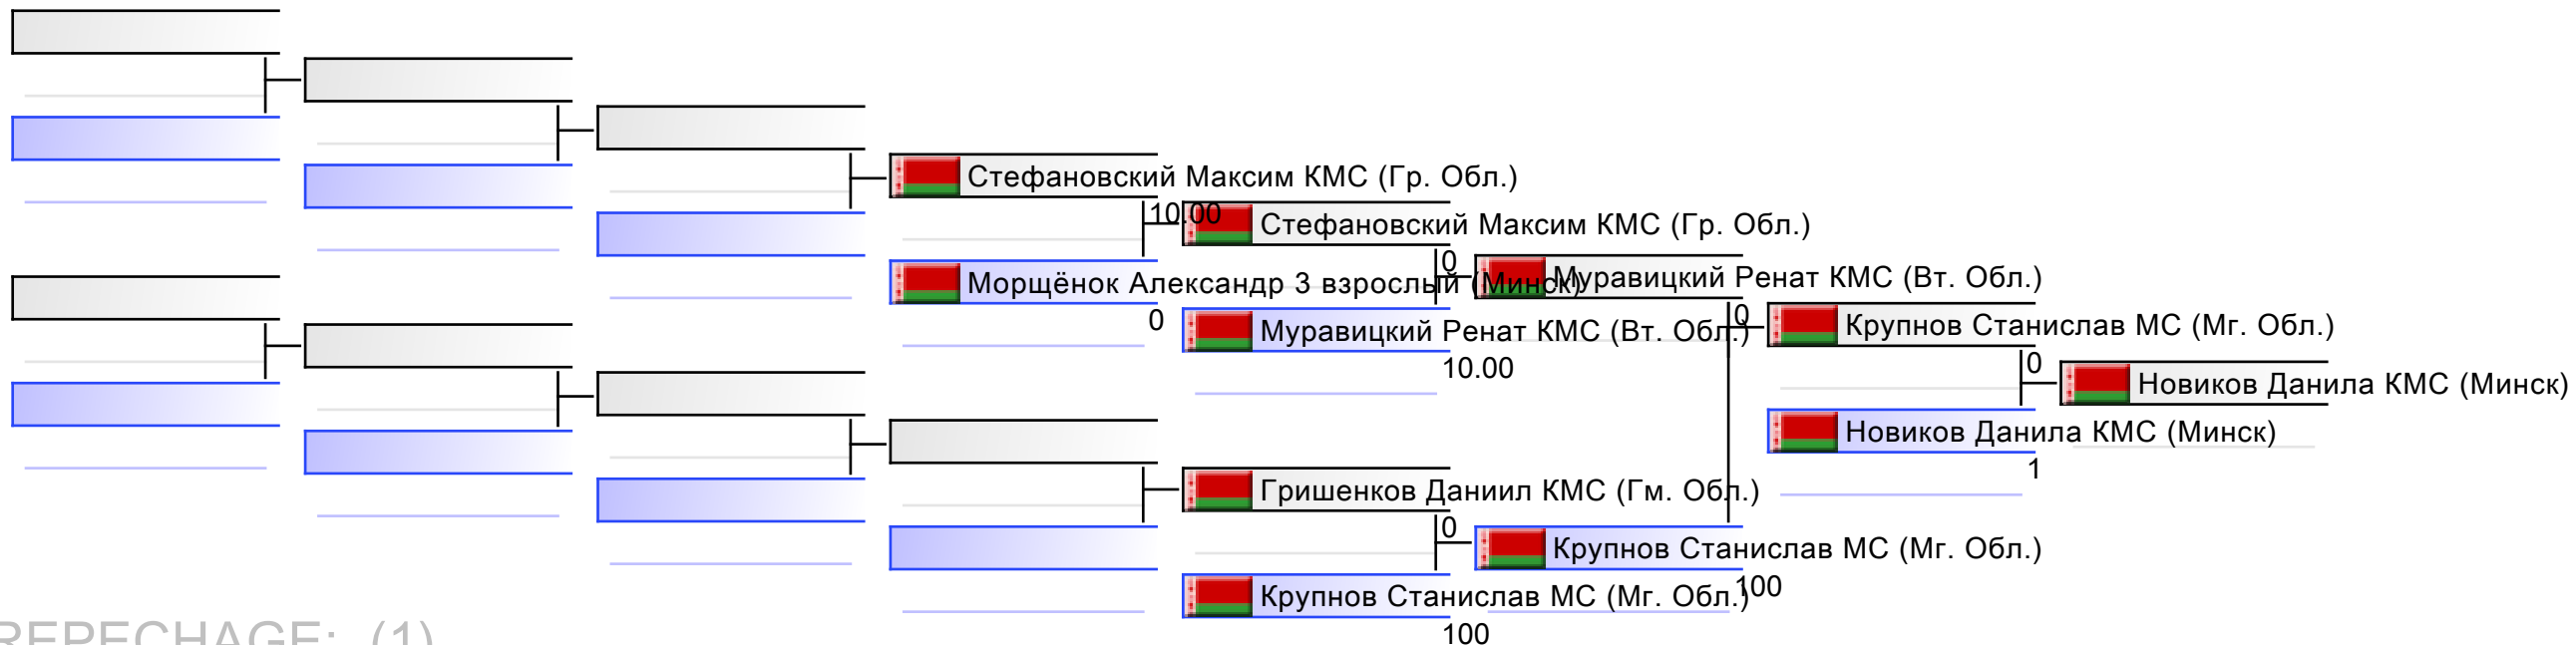 Стефановский Максим КМС (Гр. Обл.)
10.00
Стефановский Максим КМС (Гр. Обл.)
0
Морщёнок Александр 3 взрослый (Минск)
0
Муравицкий Ренат КМС (Вт. Обл.)
0
Муравицкий Ренат КМС (Вт. Обл.)
10.00
Крупнов Станислав МС (Мг. Обл.)
0
Новиков Данила КМС (Минск)
Новиков Данила КМС (Минск)
1
Гришенков Даниил КМС (Гм. Обл.)
0
Крупнов Станислав МС (Мг. Обл.)
100
Крупнов Станислав МС (Мг. Обл.)
100
REPECHAGE: (1)